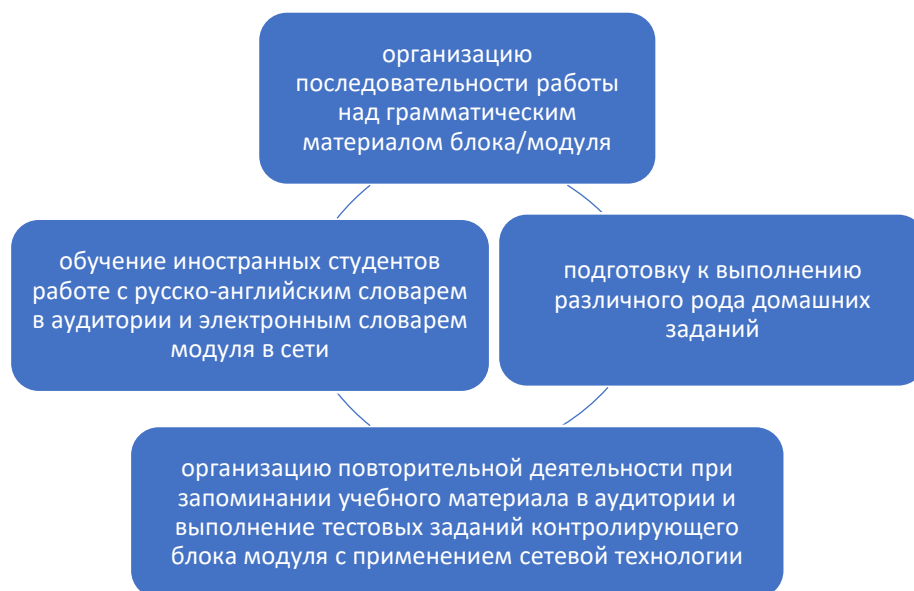 организацию
последовательности работы
над грамматическим
материалом блока/модуля
обучение иностранных студентов
работе с русско-английским словарем
в аудитории и электронным словарем
модуля в сети
подготовку к выполнению
различного рода домашних
заданий
организацию повторительной деятельности при
запоминании учебного материала в аудитории и
выполнение тестовых заданий контролирующего
блока модуля с применением сетевой технологии